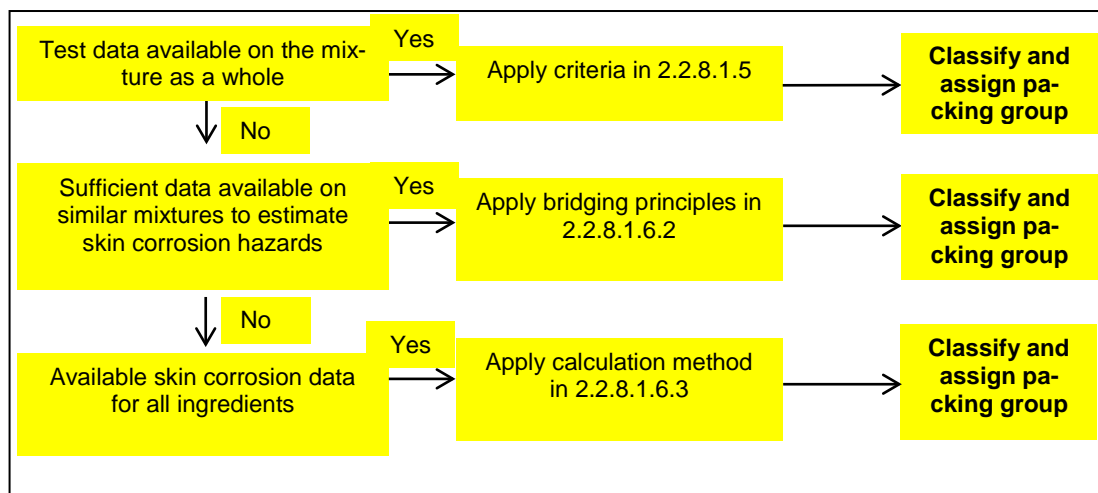 Test data available on the mix-
ture as a whole
Yes
Apply criteria in 2.2.8.1.5
Classify and
assign pa-
cking group
No
Sufficient data available on
similar mixtures to estimate
skin corrosion hazards
Yes
Apply bridging principles in
2.2.8.1.6.2
Classify and
assign pa-
cking group
No
Available skin corrosion data
for all ingredients
Yes
Apply calculation method
in 2.2.8.1.6.3
Classify and
assign pa-
cking group